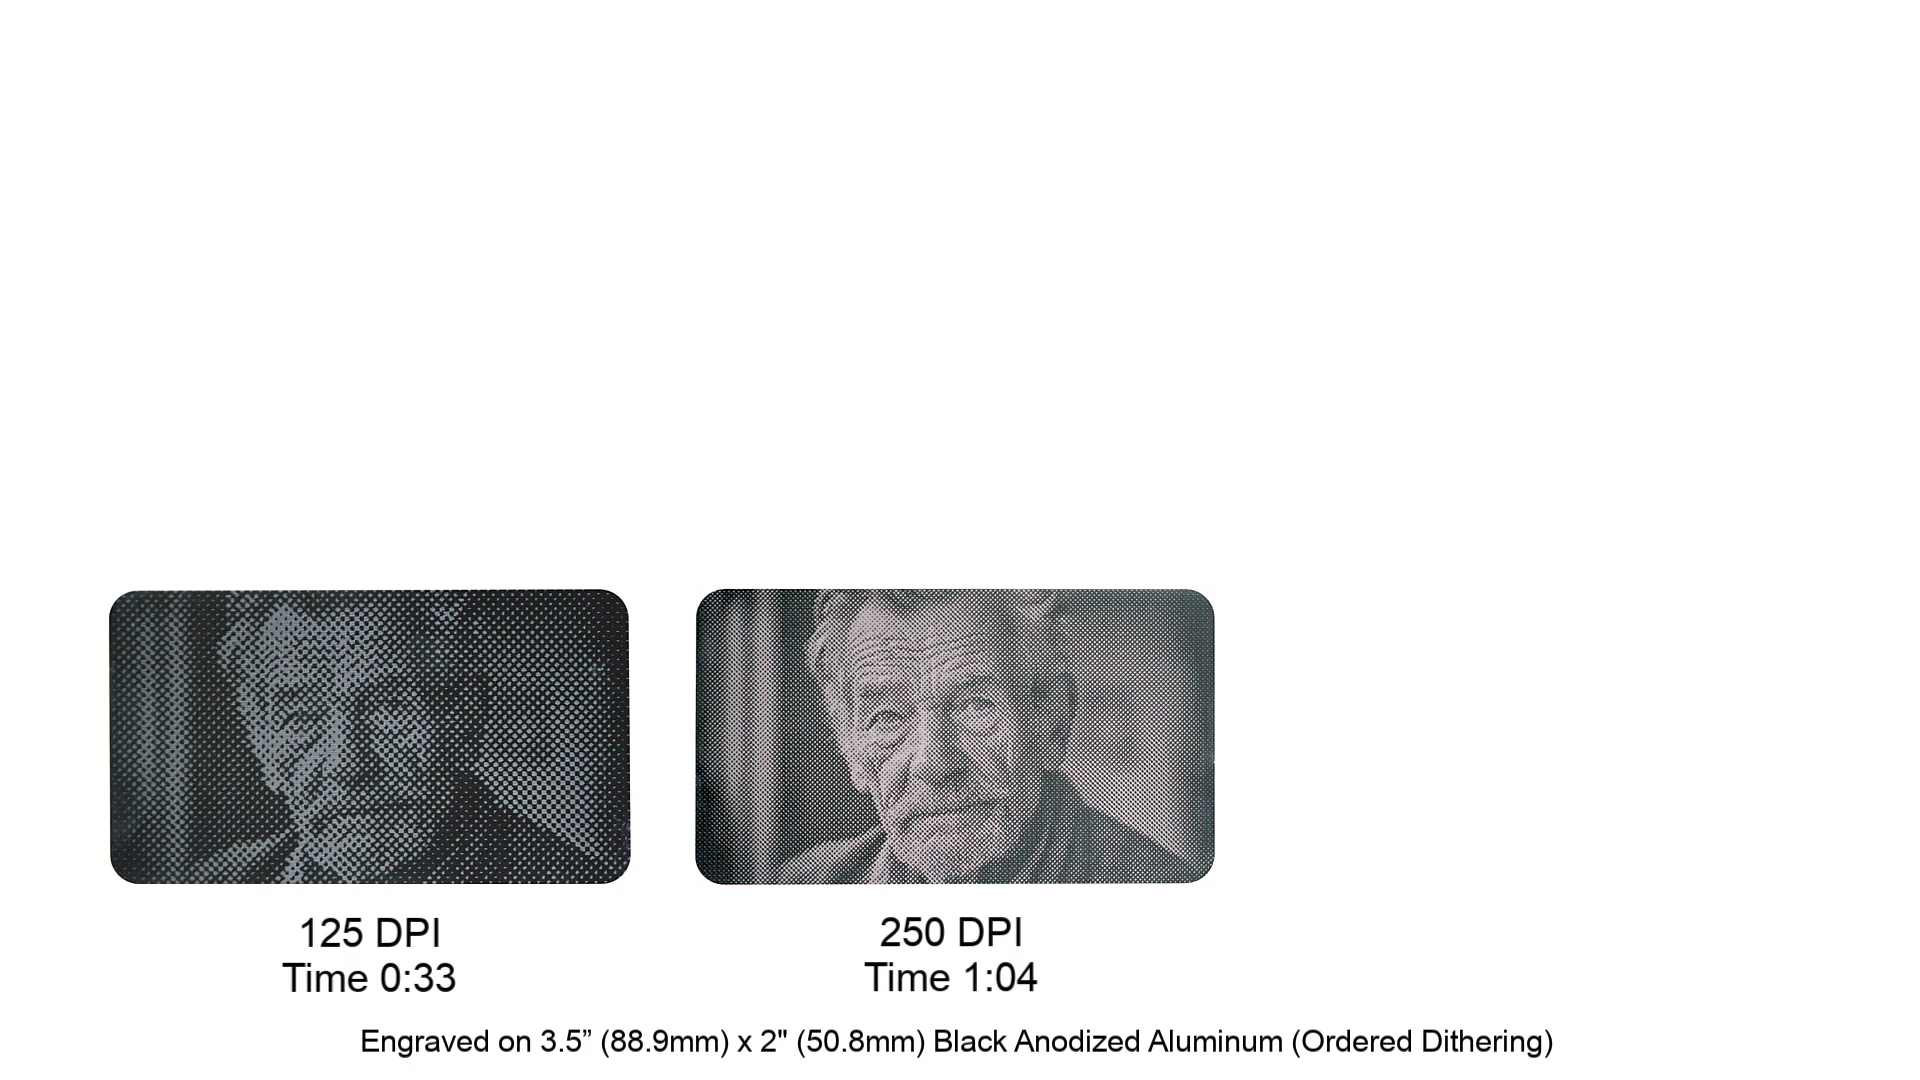 125 DPI
Time 0:33
250 DPI
Time 1:04
Engraved on 3.5” (88.9mm) x 2" (50.8mm) Black Anodized Aluminum (Ordered Dithering)